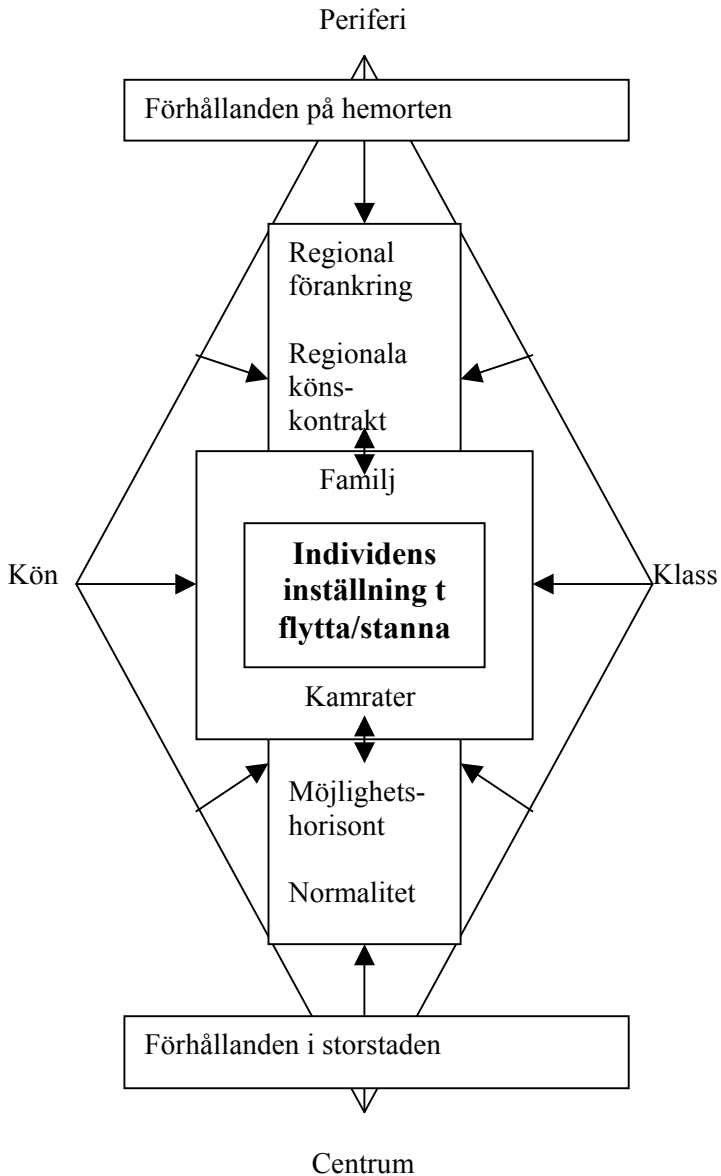 Periferi
Förhållanden på hemorten
Regional
förankring
Regionala
köns-
kontrakt
Familj
Kön
Individens
inställning t
flytta/stanna
Klass
Kamrater
Möjlighets-
horisont
Normalitet
Förhållanden i storstaden
Centrum